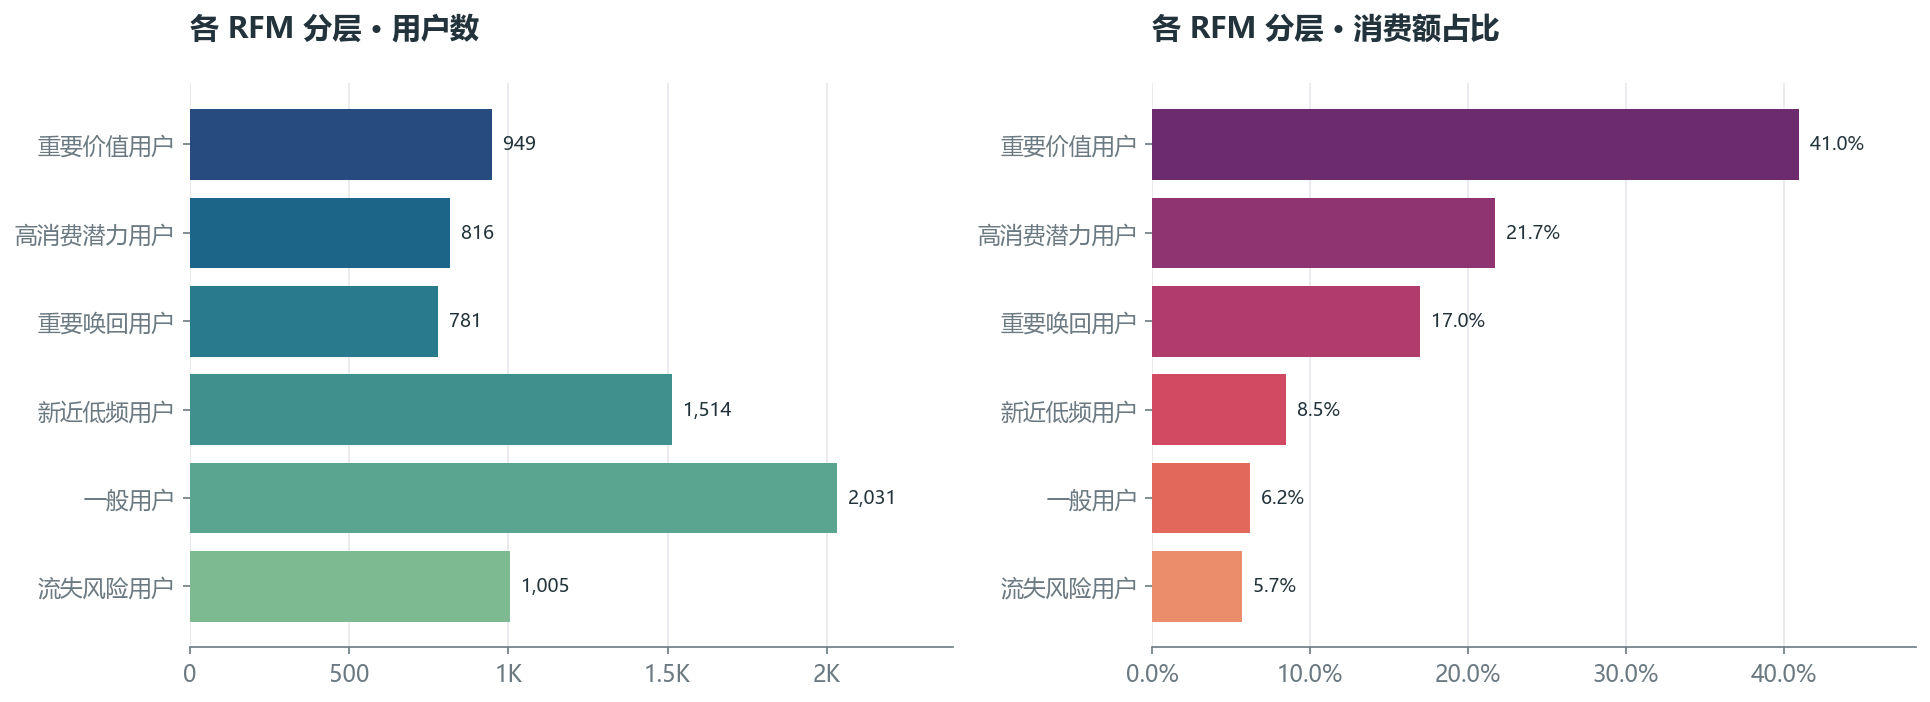 各 RFM 分层 • 用户数
重要价值用户 949
高消费潜力用户 816
重要唤回用户 781
新近低频用户 1,514
一般用户 2,031
流失风险用户 1,005
0 500 1K 1.5K 2K
各 RFM 分层 • 消费额占比
重要价值用户 41.0%
高消费潜力用户 21.7%
重要唤回用户 17.0%
新近低频用户 8.5%
一般用户 6.2%
流失风险用户 5.7%
0.0% 10.0% 20.0% 30.0% 40.0%